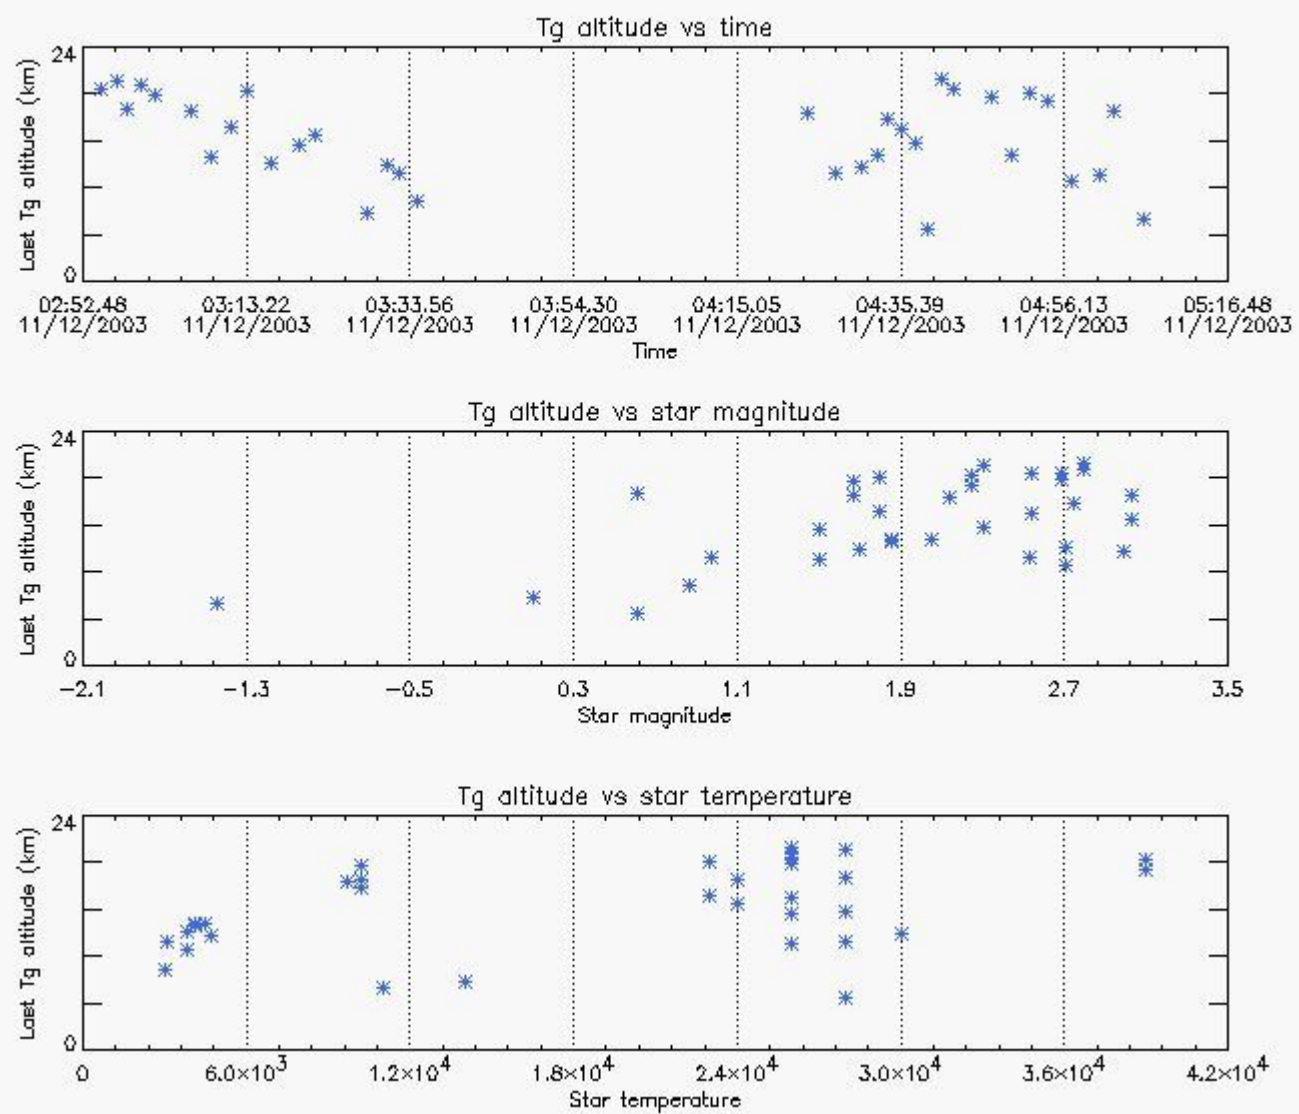 Tg altitude vs time
24
Last Tg altitude (km)
0
02:52.48 03:13.22 03:33.56 03:54.30 04:15.05 04:35.39 04:56.13 05:16.48
11/12/2003 11/12/2003 11/12/2003 11/12/2003 11/12/2003 11/12/2003 11/12/2003 11/12/2003
Time
Tg altitude vs star magnitude
24
Last Tg altitude (km)
0
−2.1 −1.3 −0.5 0.3 1.1 1.9 2.7 3.5
Star magnitude
Tg altitude vs star temperature
24
Last Tg altitude (km)
0
0 6.0×10³ 1.2×10⁴ 1.8×10⁴ 2.4×10⁴ 3.0×10⁴ 3.6×10⁴ 4.2×10⁴
Star temperature